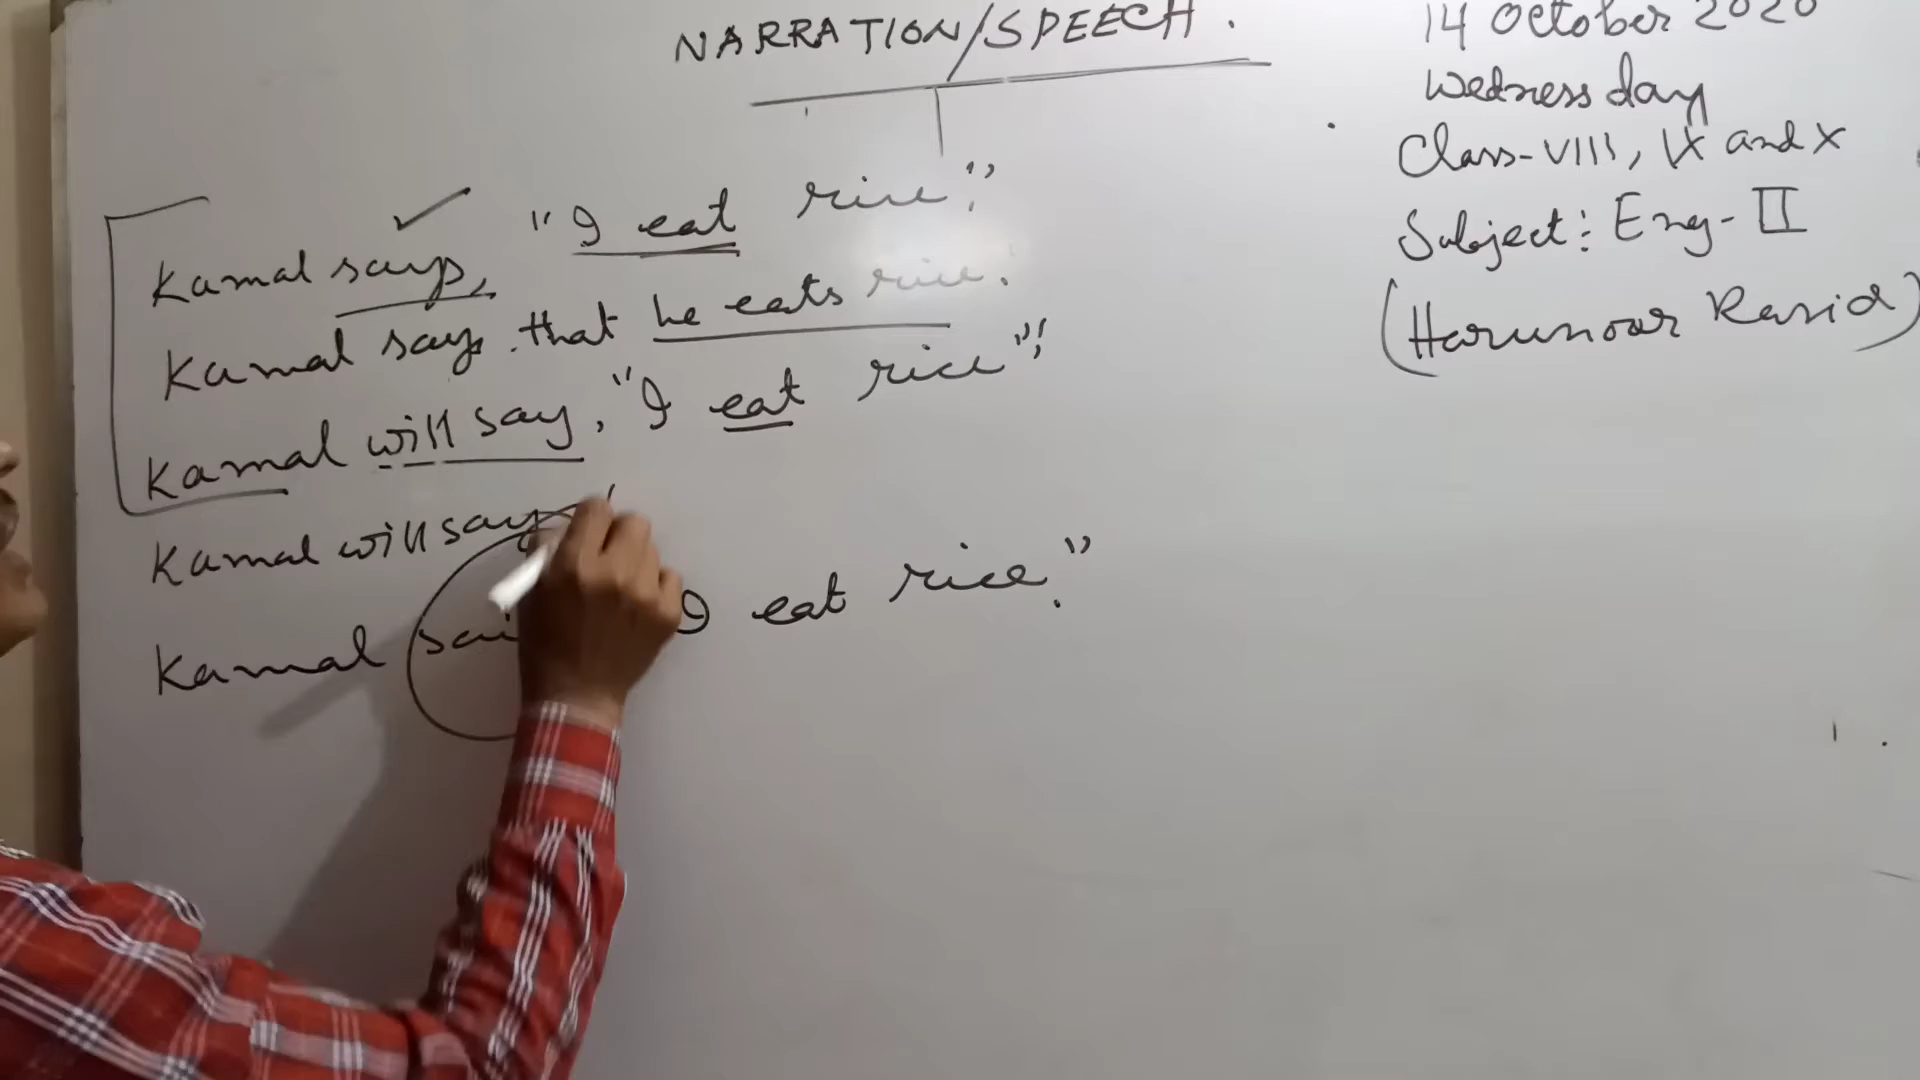 NARRATION/SPEECH.
14 October 2020
Wednessday
Class-VIII, IX and X
Subject: Eng-II
(Harunoar Rasid)
Kamal says, "I eat rice".
Kamal says that he eats rice.
Kamal will say, "I eat rice".
Kamal will say
Kamal I eat rice."